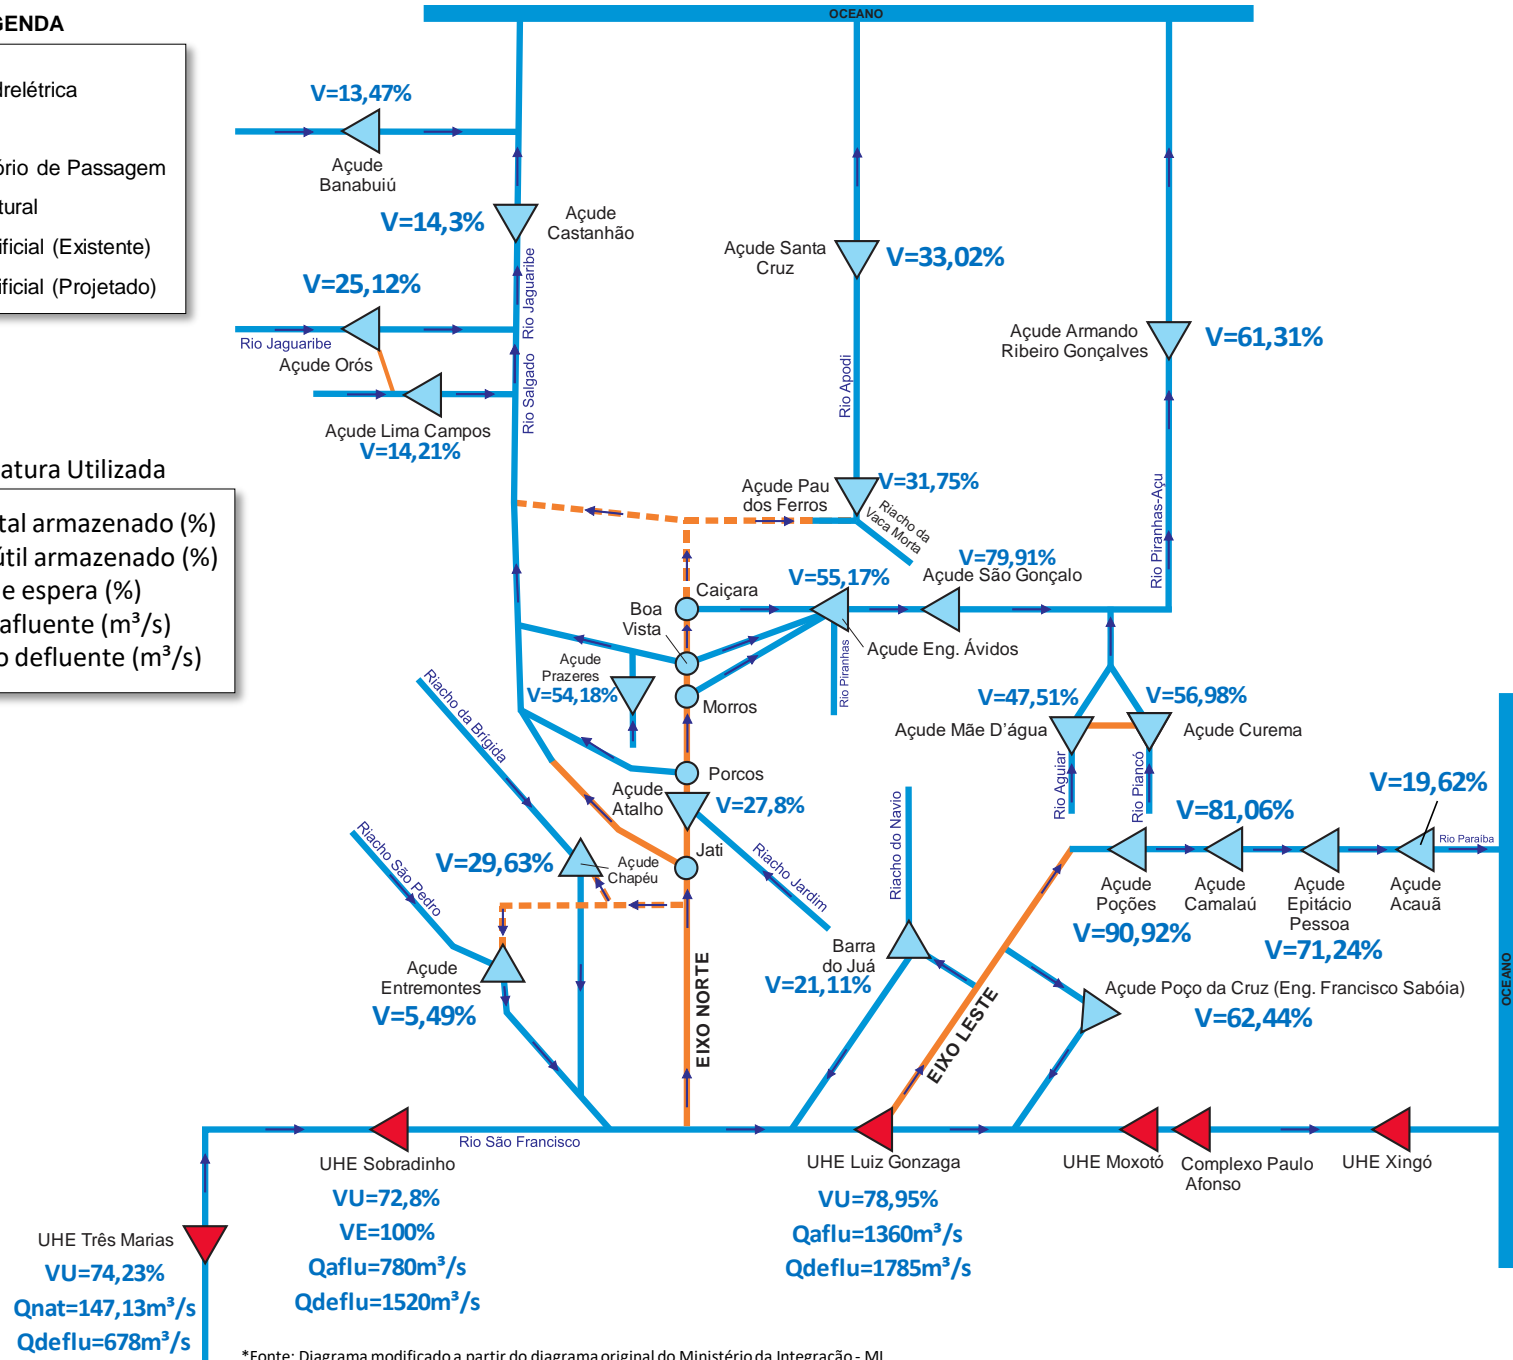 OCEANO
GENDA
drelétrica
ório de Passagem
tural
ificial (Existente)
ificial (Projetado)
V=13,47%
Açude
Banabuiú
V=14,3%
Açude
Castanhão
Rio Jaguaribe
V=25,12%
Rio Jaguaribe
Açude Orós
Rio Salgado
Açude Lima Campos
V=14,21%
Açude Santa
Cruz
V=33,02%
Rio Apodi
Açude Armando
Ribeiro Gonçalves
V=61,31%
Rio Piranhas-Açu
atura Utilizada
tal armazenado (%)
útil armazenado (%)
e espera (%)
afluente (m³/s)
o defluente (m³/s)
Açude Pau
dos Ferros
V=31,75%
Riacho da
Vaca Morta
V=79,91%
Açude São Gonçalo
V=55,17%
Açude Eng. Ávidos
Rio Piranhas
Caiçara
Boa
Vista
Morros
Porcos
Açude
Prazeres
V=54,18%
Riacho da Brígida
Açude
Atalho
V=27,8%
Jati
Riacho Jardim
V=47,51%
Açude Mãe D'água
Rio Aguiar
V=56,98%
Açude Curema
Rio Piancó
Riacho São Pedro
V=29,63%
Açude
Chapéu
Açude
Entremontes
V=5,49%
EIXO NORTE
Riacho do Navio
Barra
do Juá
V=21,11%
EIXO LESTE
V=81,06%
V=19,62%
Rio Paraíba
Açude
Poções
V=90,92%
Açude
Camalaú
Açude
Epitácio
Pessoa
V=71,24%
Açude
Acauã
Açude Poço da Cruz (Eng. Francisco Sabóia)
V=62,44%
OCEANO
Rio São Francisco
UHE Sobradinho
VU=72,8%
VE=100%
Qaflu=780m³/s
Qdeflu=1520m³/s
UHE Luiz Gonzaga
VU=78,95%
Qaflu=1360m³/s
Qdeflu=1785m³/s
UHE Moxotó
Complexo Paulo
Afonso
UHE Xingó
UHE Três Marias
VU=74,23%
Qnat=147,13m³/s
Qdeflu=678m³/s
*Fonte: Diagrama modificado a partir do diagrama original do Ministério da Integração - MI